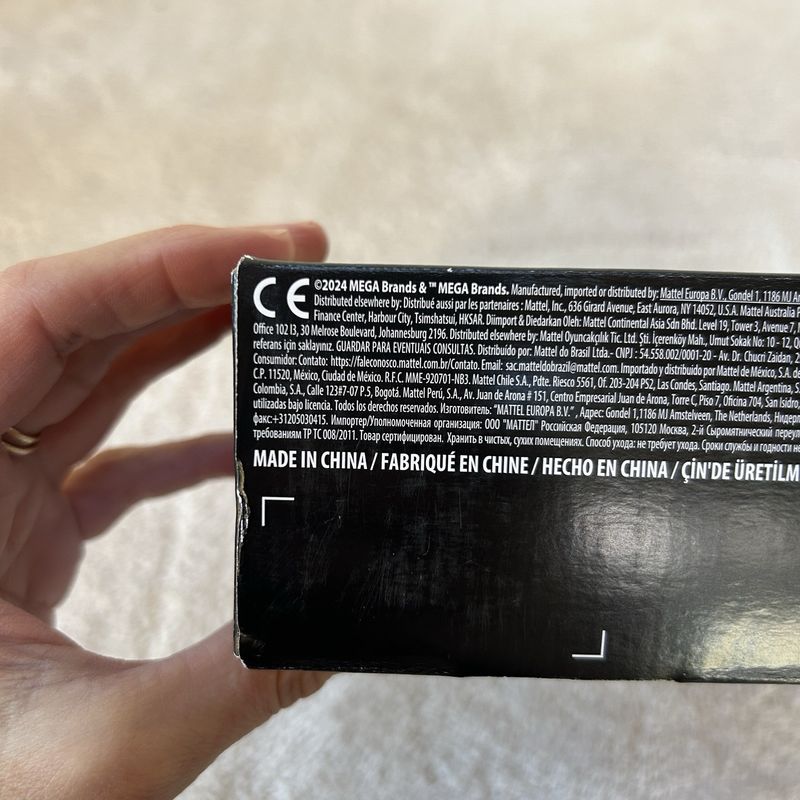 CE
©2024 MEGA Brands & ™ MEGA Brands. Manufactured, imported or distributed by: Mattel Europa B.V., Gondel 1, 1186 MJ
Distributed elsewhere by: Distribué aussi par les partenaires : Mattel, Inc., 636 Girard Avenue, East Aurora, NY 14052, U.S.A. Mattel Australia
Finance Center, Harbour City, Tsimshatsui, HKSAR. Diimport & Diedarkan Oleh: Mattel Continental Asia Sdn Bhd. Level 19, Tower 3, Avenue 7,
Office 102 I3, 30 Melrose Boulevard, Johannesburg 2196. Distributed elsewhere by: Mattel Oyuncakçılık Tic. Ltd. Şti. İçerenköy Mah., Umut Sokak No: 10 - 12,
referans için saklayınız. GUARDAR PARA EVENTUAIS CONSULTAS. Distribuído por: Mattel do Brasil Ltda.- CNPJ : 54.558.002/0001-20 - Av. Dr. Chucri Zaidan,
Consumidor: Contato: https://faleconosco.mattel.com.br/Contato. Email: sac.matteldobrazil@mattel.com. Importado y distribuido por Mattel de México, S.A. de
C.P. 11520, México, Ciudad de México. R.F.C. MME-920701-NB3. Mattel Chile S.A., Pdte. Riesco 5561, Of. 203-204 PS2, Las Condes, Santiago. Mattel Argentina,
Colombia, S.A., Calle 123#7-07 P.5, Bogotá. Mattel Perú, S.A., Av. Juan de Arona # 151, Centro Empresarial Juan de Arona, Torre C, Piso 7, Oficina 704, San Isidro,
utilizadas bajo licencia. Todos los derechos reservados. Изготовитель: “MATTEL EUROPA B.V.” , Адрес: Gondel 1,1186 MJ Amstelveen, The Netherlands,
факс+31205030415. Импортер/Уполномоченная организация: ООО "МАТТЕЛ" Российская Федерация, 105120 Москва, 2-й Сыромятнический
требованиям ТР ТС 008/2011. Товар сертифицирован. Хранить в чистых, сухих помещениях. Способ ухода: не требует ухода. Сроки службы и годности
MADE IN CHINA / FABRIQUÉ EN CHINE / HECHO EN CHINA / ÇİN'DE ÜRETİLM